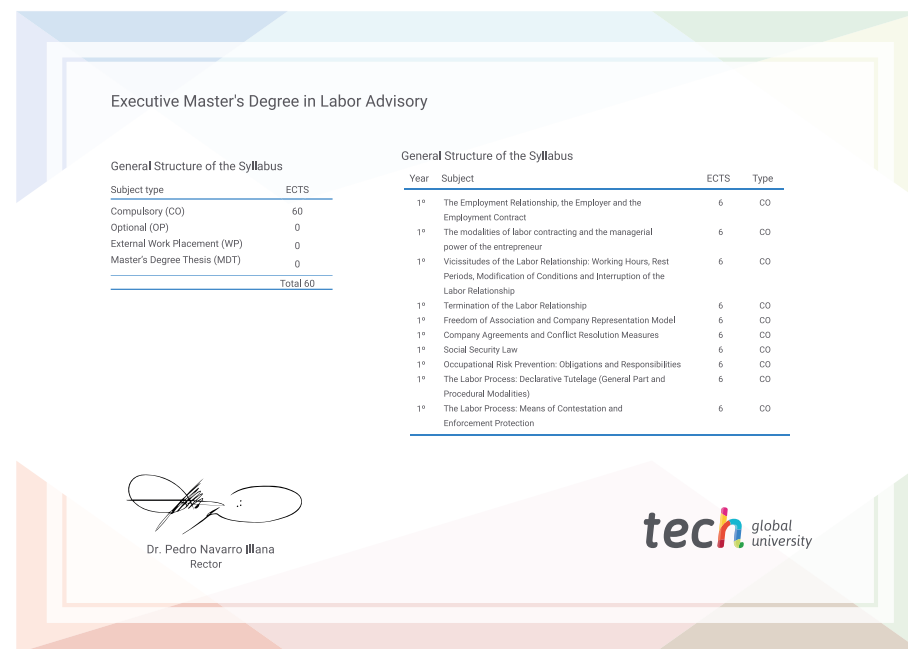 Executive Master's Degree in Labor Advisory
General Structure of the Syllabus
Subject type ECTS
Compulsory (CO) 60
Optional (OP) 0
External Work Placement (WP) 0
Master's Degree Thesis (MDT) 0
Total 60
General Structure of the Syllabus
Year Subject ECTS Type
1º The Employment Relationship, the Employer and the 6 CO
Employment Contract
1º The modalities of labor contracting and the managerial 6 CO
power of the entrepreneur
1º Vicissitudes of the Labor Relationship: Working Hours, Rest 6 CO
Periods, Modification of Conditions and Interruption of the
Labor Relationship
1º Termination of the Labor Relationship 6 CO
1º Freedom of Association and Company Representation Model 6 CO
1º Company Agreements and Conflict Resolution Measures 6 CO
1º Social Security Law 6 CO
1º Occupational Risk Prevention: Obligations and Responsibilities 6 CO
1º The Labor Process: Declarative Tutelage (General Part and 6 CO
Procedural Modalities)
1º The Labor Process: Means of Contestation and 6 CO
Enforcement Protection
Dr. Pedro Navarro Illana
Rector
tech global
university